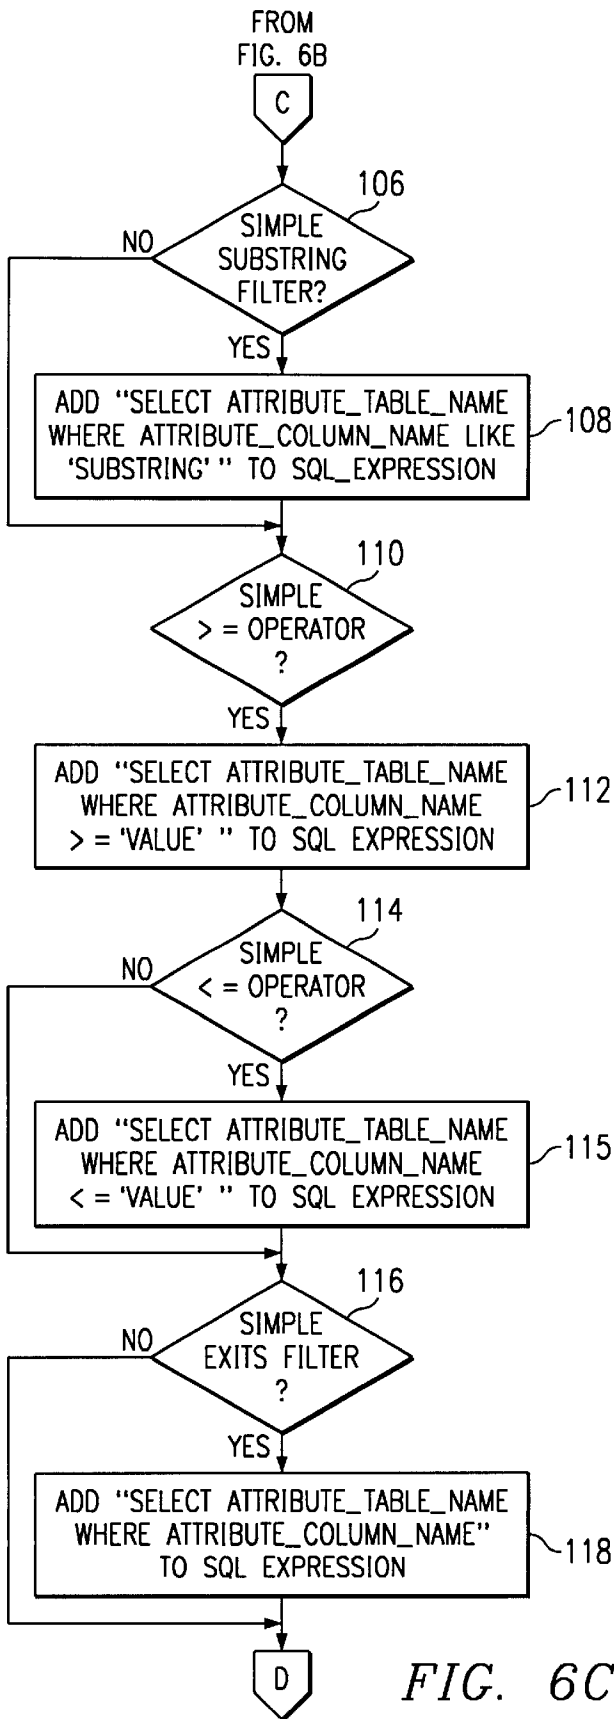 FROM
FIG. 6B
C
106
SIMPLE
SUBSTRING
FILTER?
NO
YES
ADD "SELECT ATTRIBUTE_TABLE_NAME
WHERE ATTRIBUTE_COLUMN_NAME LIKE
'SUBSTRING' " TO SQL_EXPRESSION
108
110
SIMPLE
> = OPERATOR
?
YES
ADD "SELECT ATTRIBUTE_TABLE_NAME
WHERE ATTRIBUTE_COLUMN_NAME
> = 'VALUE' " TO SQL EXPRESSION
112
114
SIMPLE
< = OPERATOR
?
NO
YES
ADD "SELECT ATTRIBUTE_TABLE_NAME
WHERE ATTRIBUTE_COLUMN_NAME
< = 'VALUE' " TO SQL EXPRESSION
115
116
SIMPLE
EXITS FILTER
?
NO
YES
ADD "SELECT ATTRIBUTE_TABLE_NAME
WHERE ATTRIBUTE_COLUMN_NAME"
TO SQL EXPRESSION
118
D
FIG. 6C